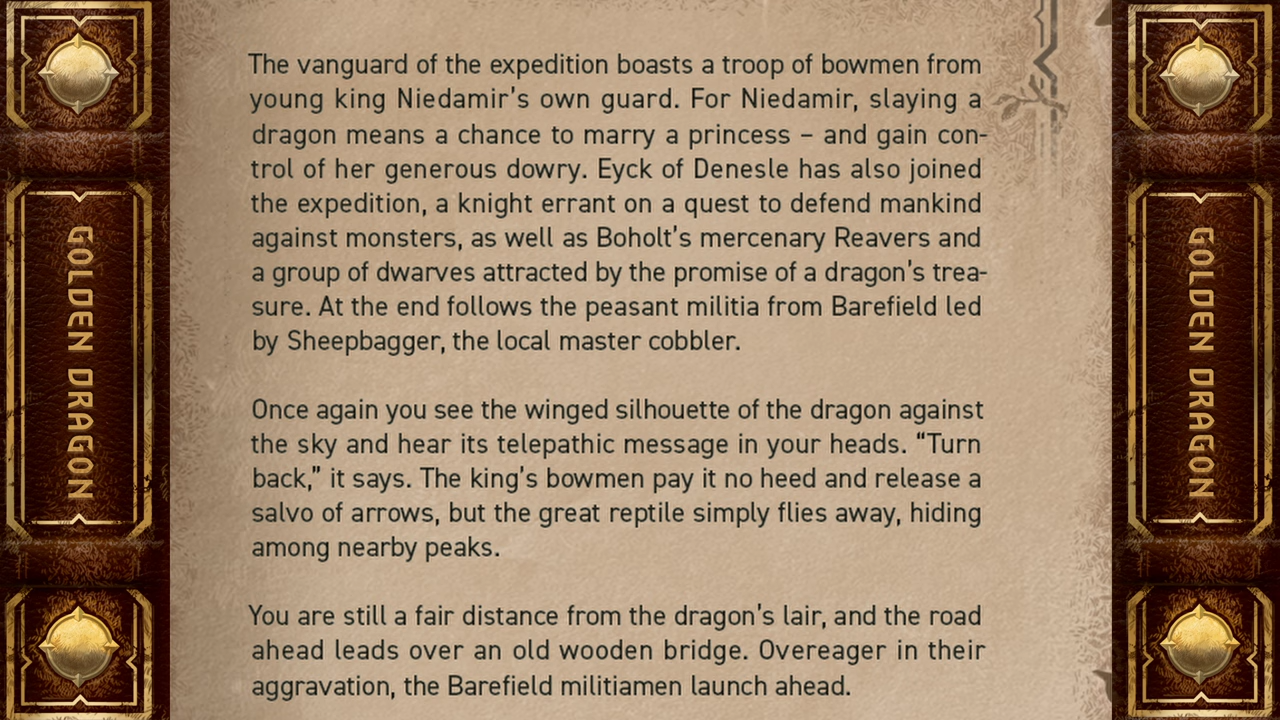 GOLDEN DRAGON
The vanguard of the expedition boasts a troop of bowmen from
young king Niedamir’s own guard. For Niedamir, slaying a
dragon means a chance to marry a princess – and gain con-
trol of her generous dowry. Eyck of Denesle has also joined
the expedition, a knight errant on a quest to defend mankind
against monsters, as well as Boholt’s mercenary Reavers and
a group of dwarves attracted by the promise of a dragon’s trea-
sure. At the end follows the peasant militia from Barefield led
by Sheepbagger, the local master cobbler.
Once again you see the winged silhouette of the dragon against
the sky and hear its telepathic message in your heads. “Turn
back,” it says. The king’s bowmen pay it no heed and release a
salvo of arrows, but the great reptile simply flies away, hiding
among nearby peaks.
You are still a fair distance from the dragon’s lair, and the road
ahead leads over an old wooden bridge. Overeager in their
aggravation, the Barefield militiamen launch ahead.
GOLDEN DRAGON